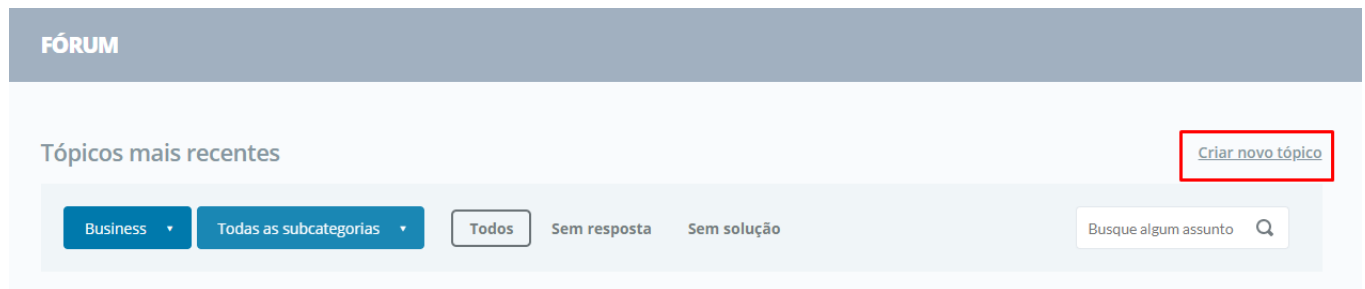 FÓRUM
Tópicos mais recentes
Criar novo tópico
Business Todas as subcategorias Todos Sem resposta Sem solução Busque algum assunto